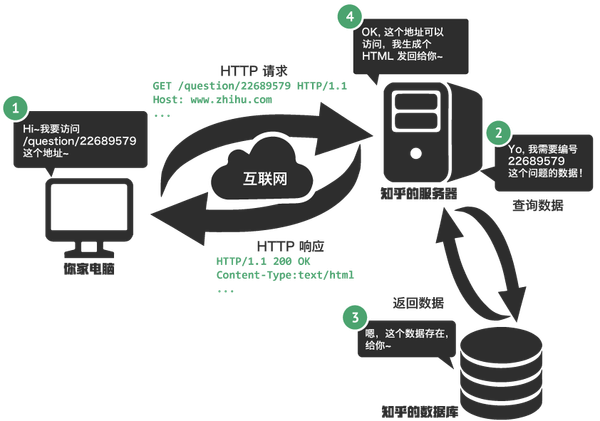 1
Hi~我要访问
/question/22689579
这个地址~
你家电脑
HTTP 请求
GET /question/22689579 HTTP/1.1
Host: www.zhihu.com
...
互联网
HTTP 响应
HTTP/1.1 200 OK
Content-Type:text/html
...
4
OK, 这个地址可以
访问，我生成个
HTML 发回给你~
知乎的服务器
2
Yo, 我需要编号
22689579
这个问题的数据!
查询数据
返回数据
3
嗯，这个数据存在,
给你~
知乎的数据库